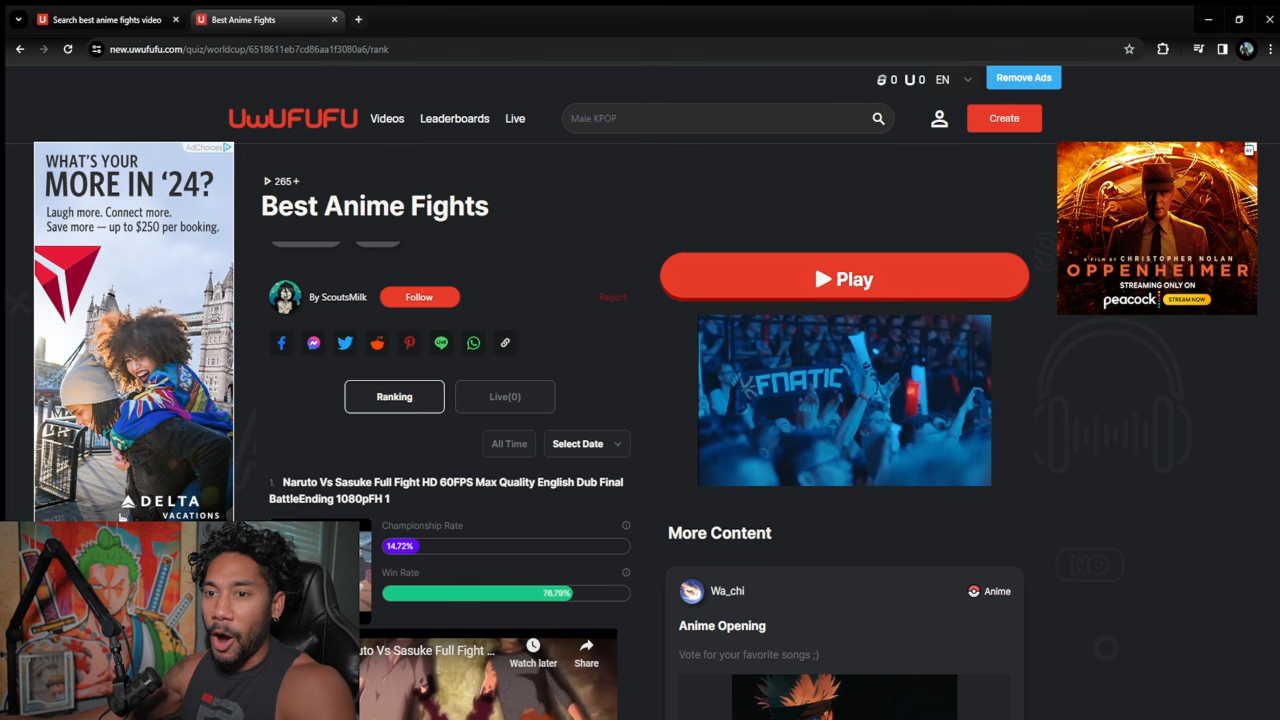 Search best anime fights video
Best Anime Fights
new.uwufufu.com/quiz/worldcup/6518611eb7cd86aa1f3080a6/rank
0
0
EN
Remove Ads
UwUFUFU
Videos
Leaderboards
Live
Male KPOP
Create
AdChoices
WHAT'S YOUR
MORE IN '24?
Laugh more. Connect more.
Save more — up to $250 per booking.
DELTA
VACATIONS
265+
Best Anime Fights
By ScoutsMilk
Follow
Report
Ranking
Live(0)
All Time
Select Date
1. Naruto Vs Sasuke Full Fight HD 60FPS Max Quality English Dub Final
BattleEnding 1080pFH 1
Championship Rate
14.72%
Win Rate
76.79%
uto Vs Sasuke Full Fight ...
Watch later
Share
Play
FNATIC
More Content
Wa_chi
Anime
Anime Opening
Vote for your favorite songs ;)
A FILM BY CHRISTOPHER NOLAN
OPPENHEIMER
STREAMING ONLY ON
peacock
STREAM NOW
NO